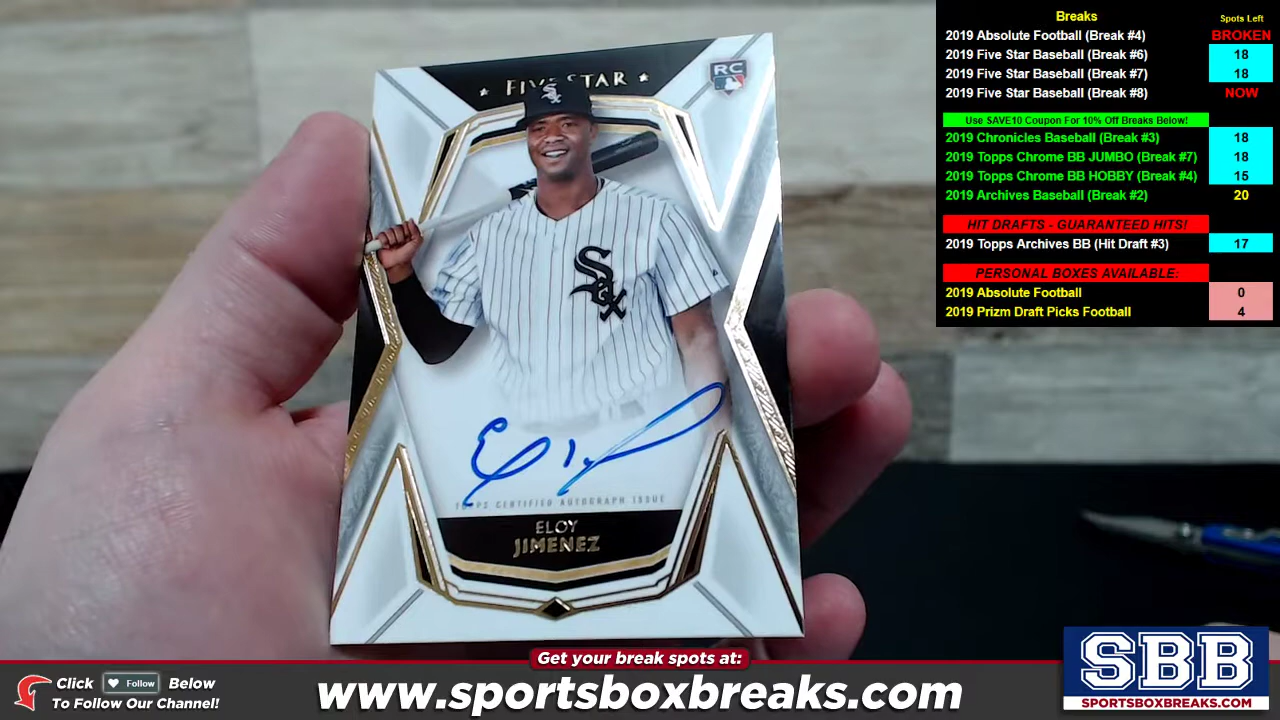 FIVE STAR
RC
Sox
Sox
TOPPS CERTIFIED AUTOGRAPH ISSUE
ELOY
JIMENEZ
Breaks Spots Left
2019 Absolute Football (Break #4) BROKEN
2019 Five Star Baseball (Break #6) 18
2019 Five Star Baseball (Break #7) 18
2019 Five Star Baseball (Break #8) NOW
Use SAVE10 Coupon For 10% Off Breaks Below!
2019 Chronicles Baseball (Break #3) 18
2019 Topps Chrome BB JUMBO (Break #7) 18
2019 Topps Chrome BB HOBBY (Break #4) 15
2019 Archives Baseball (Break #2) 20
HIT DRAFTS - GUARANTEED HITS!
2019 Topps Archives BB (Hit Draft #3) 17
PERSONAL BOXES AVAILABLE:
2019 Absolute Football 0
2019 Prizm Draft Picks Football 4
Get your break spots at:
Click Follow Below
To Follow Our Channel!
www.sportsboxbreaks.com
SBB
SPORTSBOXBREAKS.COM